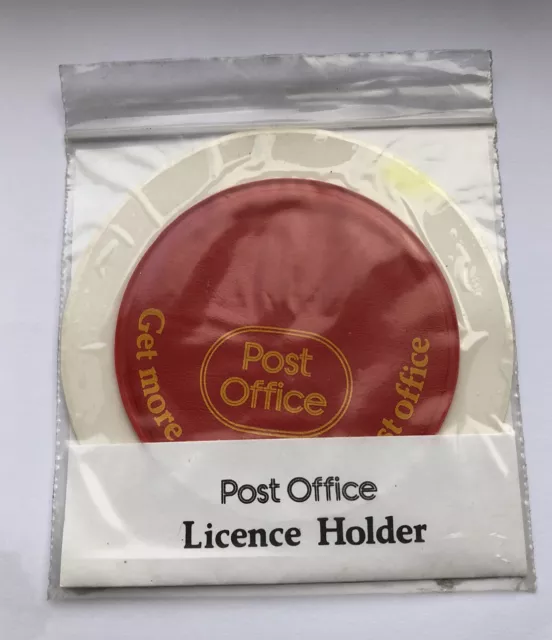 Get more
Post
Office
st office
Post Office
Licence Holder